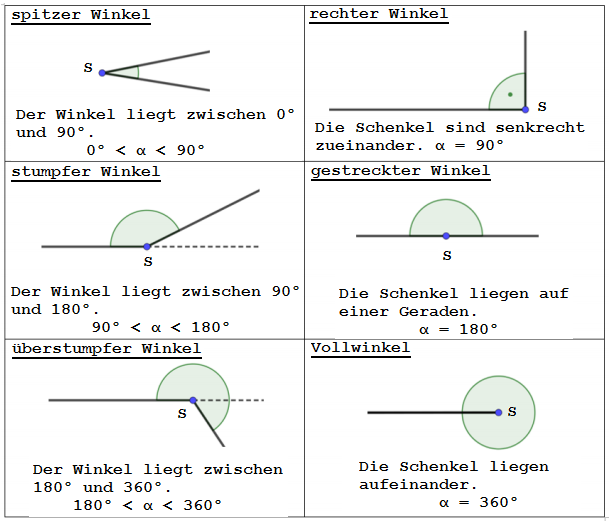 spitzer Winkel
S
Der Winkel liegt zwischen 0°
und 90°.
0° < α < 90°
rechter Winkel
S
Die Schenkel sind senkrecht
zueinander. α = 90°
stumpfer Winkel
S
Der Winkel liegt zwischen 90°
und 180°.
90° < α < 180°
gestreckter Winkel
S
Die Schenkel liegen auf
einer Geraden.
α = 180°
überstumpfer Winkel
S
Der Winkel liegt zwischen
180° und 360°.
180° < α < 360°
Vollwinkel
S
Die Schenkel liegen
aufeinander.
α = 360°